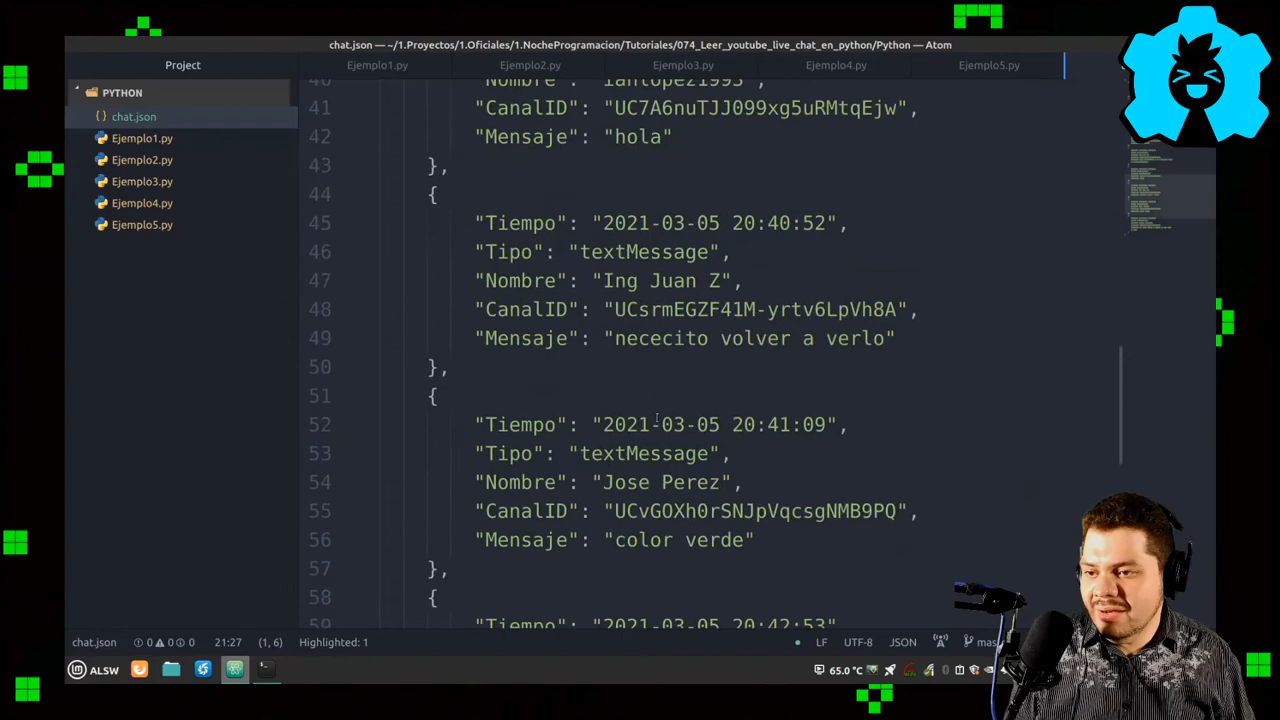 chat.json — ~/1.Proyectos/1.Oficiales/1.NocheProgramacion/Tutoriales/074_Leer_youtube_live_chat_en_python/Python — Atom
Project
Ejemplo1.py
Ejemplo2.py
Ejemplo3.py
Ejemplo4.py
Ejemplo5.py
PYTHON
{} chat.json
Ejemplo1.py
Ejemplo2.py
Ejemplo3.py
Ejemplo4.py
Ejemplo5.py
40 "Nombre": "ianlopez1995"
41 "CanalID": "UC7A6nuTJJ099xg5uRMtqEjw",
42 "Mensaje": "hola"
43 },
44 {
45 "Tiempo": "2021-03-05 20:40:52",
46 "Tipo": "textMessage",
47 "Nombre": "Ing Juan Z",
48 "CanalID": "UCsrmEGZF41M-yrtv6LpVh8A",
49 "Mensaje": "nececito volver a verlo"
50 },
51 {
52 "Tiempo": "2021-03-05 20:41:09",
53 "Tipo": "textMessage",
54 "Nombre": "Jose Perez",
55 "CanalID": "UCvGOXh0rSNJpVqcsgNMB9PQ",
56 "Mensaje": "color verde"
57 },
58 {
59 "Tiempo": "2021-03-05 20:42:53"
chat.json 0 0 0 21:27 (1, 6) Highlighted: 1 LF UTF-8 JSON mas
LM ALSW 65.0 °C